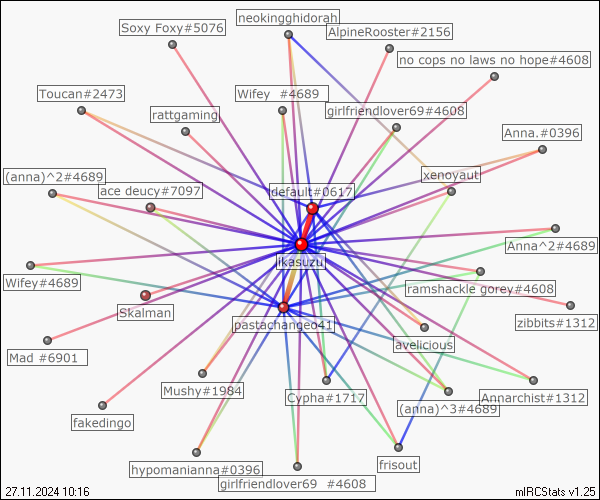 neokingghidorah
Soxy Foxy#5076
AlpineRooster#2156
no cops no laws no hope#4608
Toucan#2473
Wifey  #4689
rattgaming
girlfriendlover69#4608
Anna.#0396
(anna)^2#4689
xenoyaut
ace deucy#7097
default#0617
Anna^2#4689
jkasuzu
Wifey#4689
ramshackle gorey#4608
Skalman
zibbits#1312
pastachangeo41
avelicious
Mad #6901
Mushy#1984
Cypha#1717
Annarchist#1312
(anna)^3#4689
fakedingo
frisout
hypomanianna#0396
girlfriendlover69  #4608
27.11.2024 10:16
mIRCStats v1.25